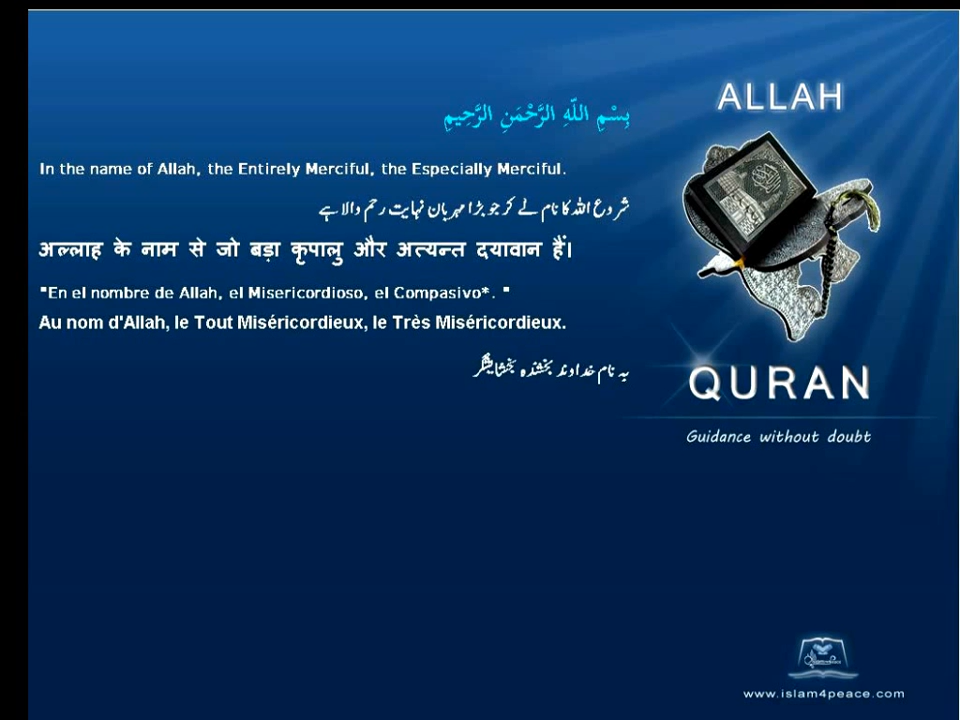 بِسْمِ اللّهِ الرَّحْمَنِ الرَّحِيمِ
In the name of Allah, the Entirely Merciful, the Especially Merciful.
شروع الله کا نام لے کر جو بڑا مہربان نہایت رحم والا ہے
अल्लाह के नाम से जो बड़ा कृपालु और अत्यन्त दयावान हैं।
"En el nombre de Allah, el Misericordioso, el Compasivo*. "
Au nom d'Allah, le Tout Miséricordieux, le Très Miséricordieux.
به نام خداوند بخشنده بخشایشگر
ALLAH
QURAN
Guidance without doubt
www.islam4peace.com